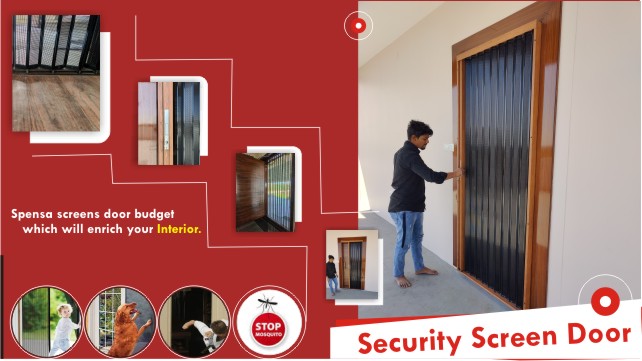 Spensa screens door budget
which will enrich your Interior.
STOP
MOSQUITO
Security Screen Door